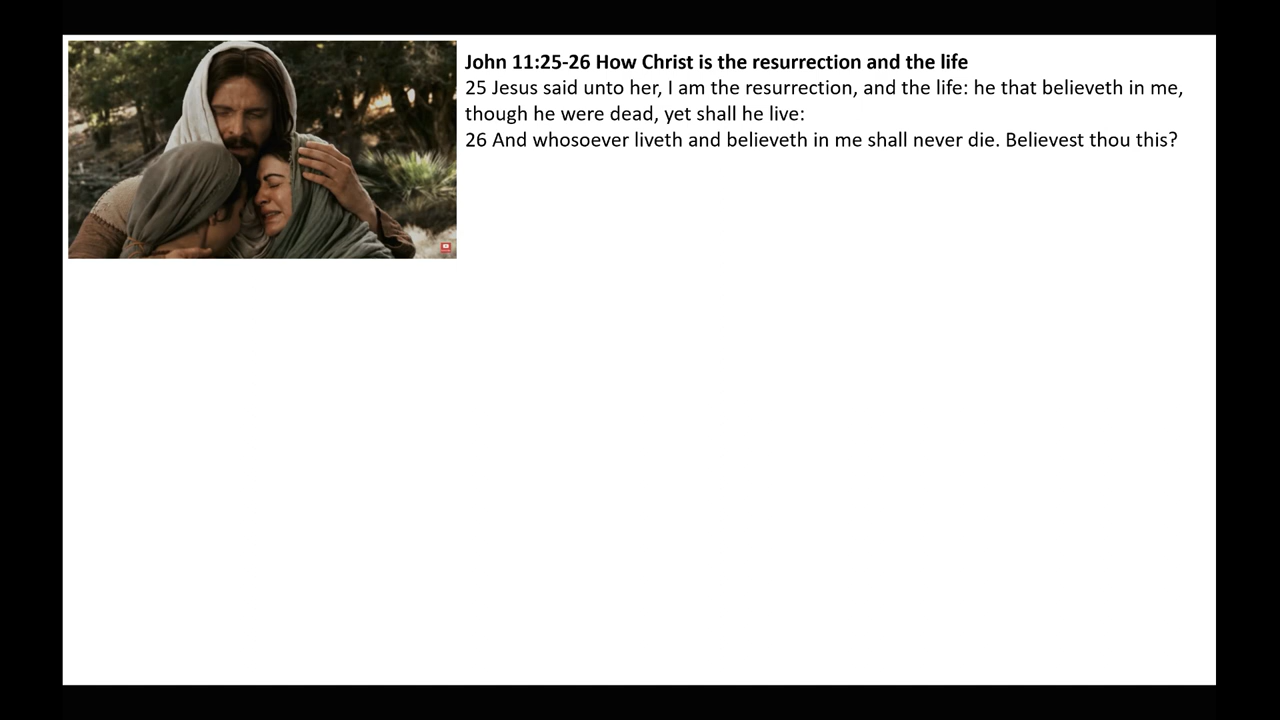 John 11:25-26 How Christ is the resurrection and the life
25 Jesus said unto her, I am the resurrection, and the life: he that believeth in me,
though he were dead, yet shall he live:
26 And whosoever liveth and believeth in me shall never die. Believest thou this?